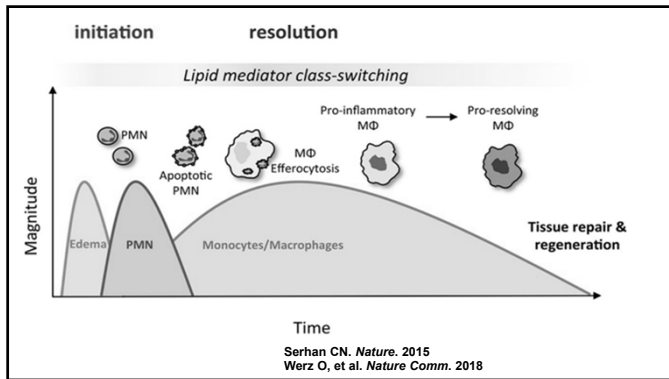 initiation resolution
Lipid mediator class-switching
Pro-inflammatory
MΦ
Pro-resolving
MΦ
PMN
Apoptotic
PMN
MΦ
Efferocytosis
Magnitude
Edema
PMN
Monocytes/Macrophages
Tissue repair &
regeneration
Time
Serhan CN. Nature. 2015
Werz O, et al. Nature Comm. 2018